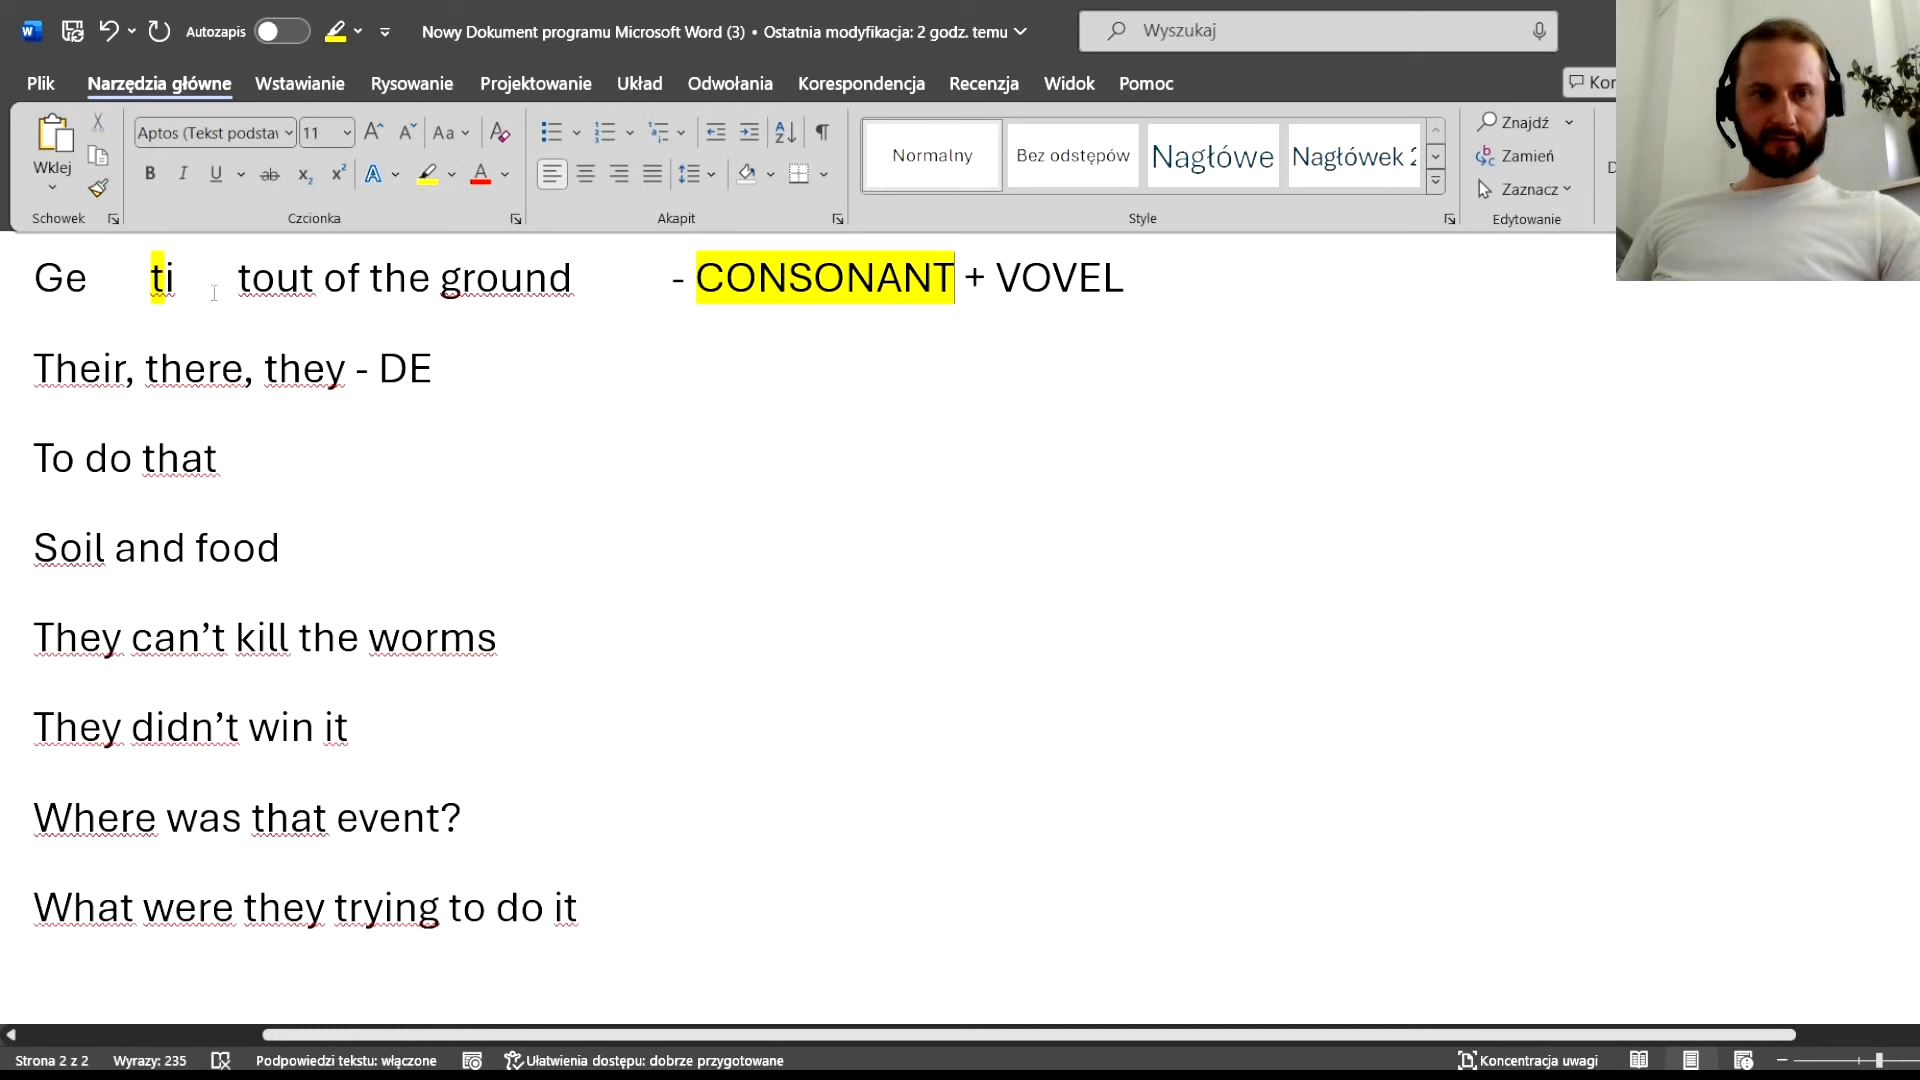 Autozapis
Nowy Dokument programu Microsoft Word (3) • Ostatnia modyfikacja: 2 godz. temu
Wyszukaj
Plik Narzędzia główne Wstawianie Rysowanie Projektowanie Układ Odwołania Korespondencja Recenzja Widok Pomoc
Wklej
Aptos (Tekst podsta 11
Normalny Bez odstępów Nagłówe Nagłówek 2
Znajdź
Zamień
Zaznacz
Schowek Czcionka Akapit Style Edytowanie
Ge ti tout of the ground - CONSONANT + VOVEL
Their, there, they - DE
To do that
Soil and food
They can’t kill the worms
They didn’t win it
Where was that event?
What were they trying to do it
Strona 2 z 2 Wyrazy: 235 Podpowiedzi tekstu: włączone Ułatwienia dostępu: dobrze przygotowane Koncentracja uwagi